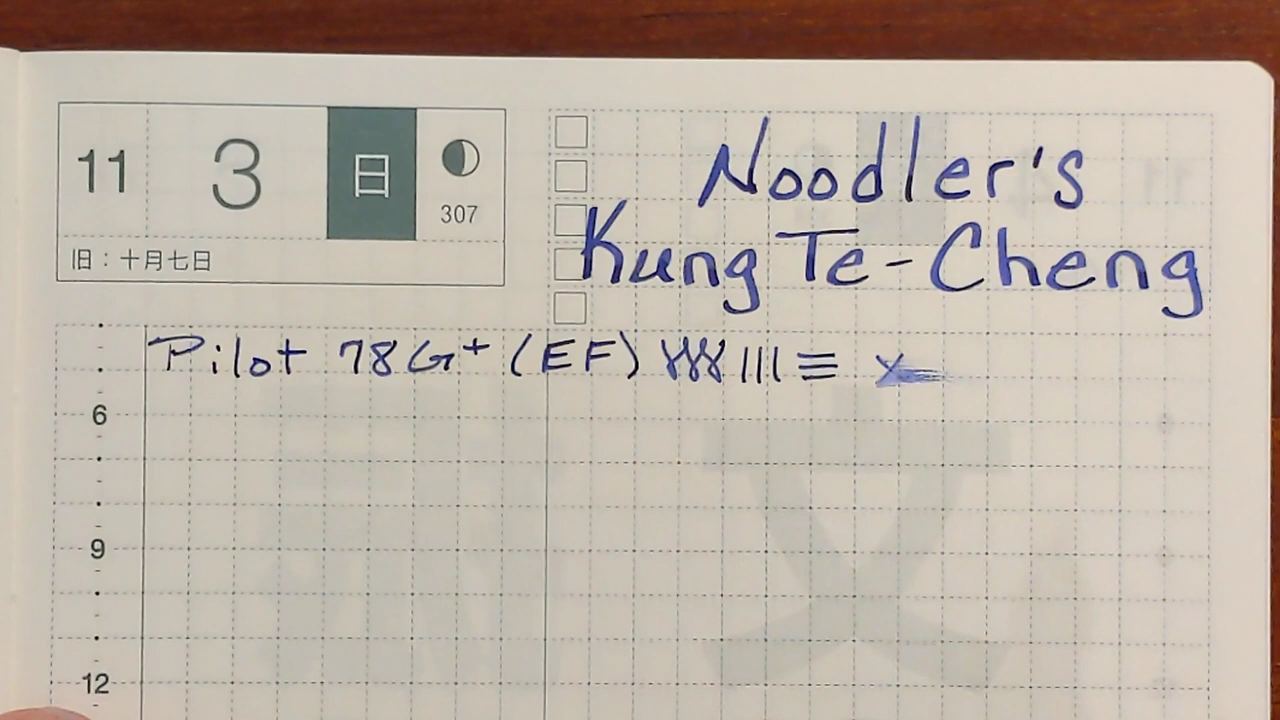 11 3 日
307
旧：十月七日
Noodler's
Kung Te-Cheng
Pilot 78G+ (EF)
6
9
12